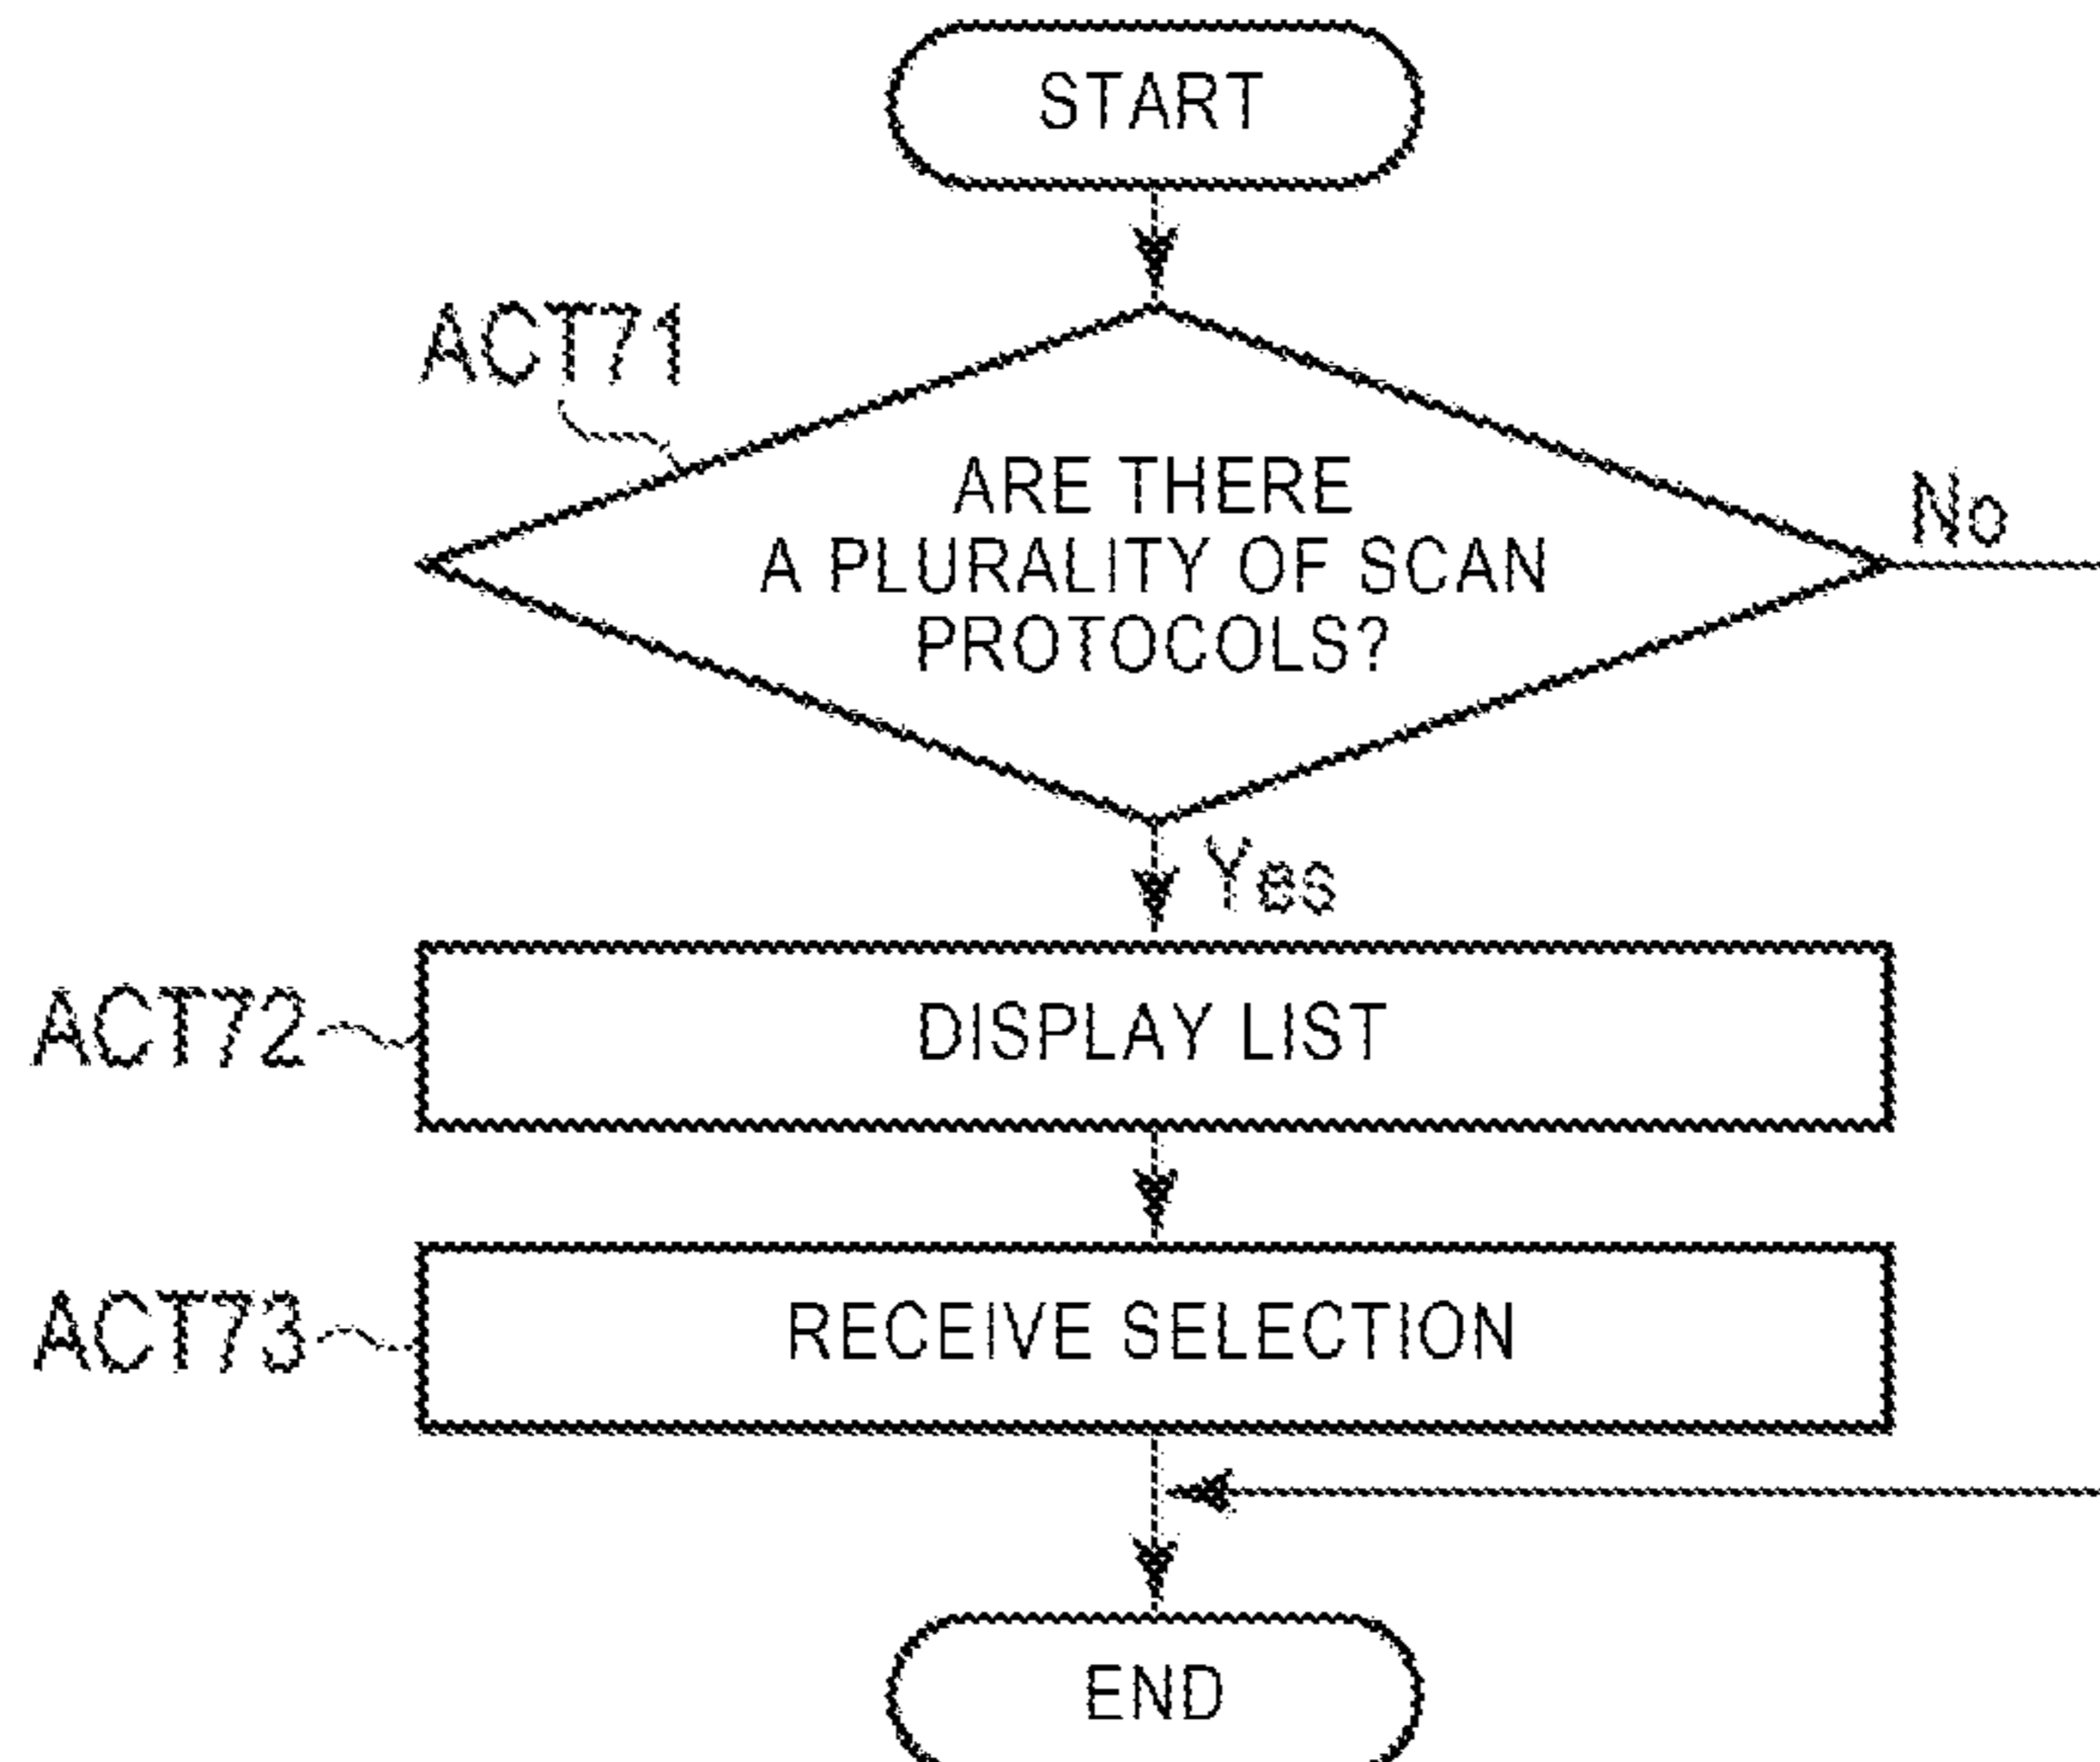 START
ACT71
ARE THERE
A PLURALITY OF SCAN
PROTOCOLS?
No
Yes
ACT72
DISPLAY LIST
ACT73
RECEIVE SELECTION
END